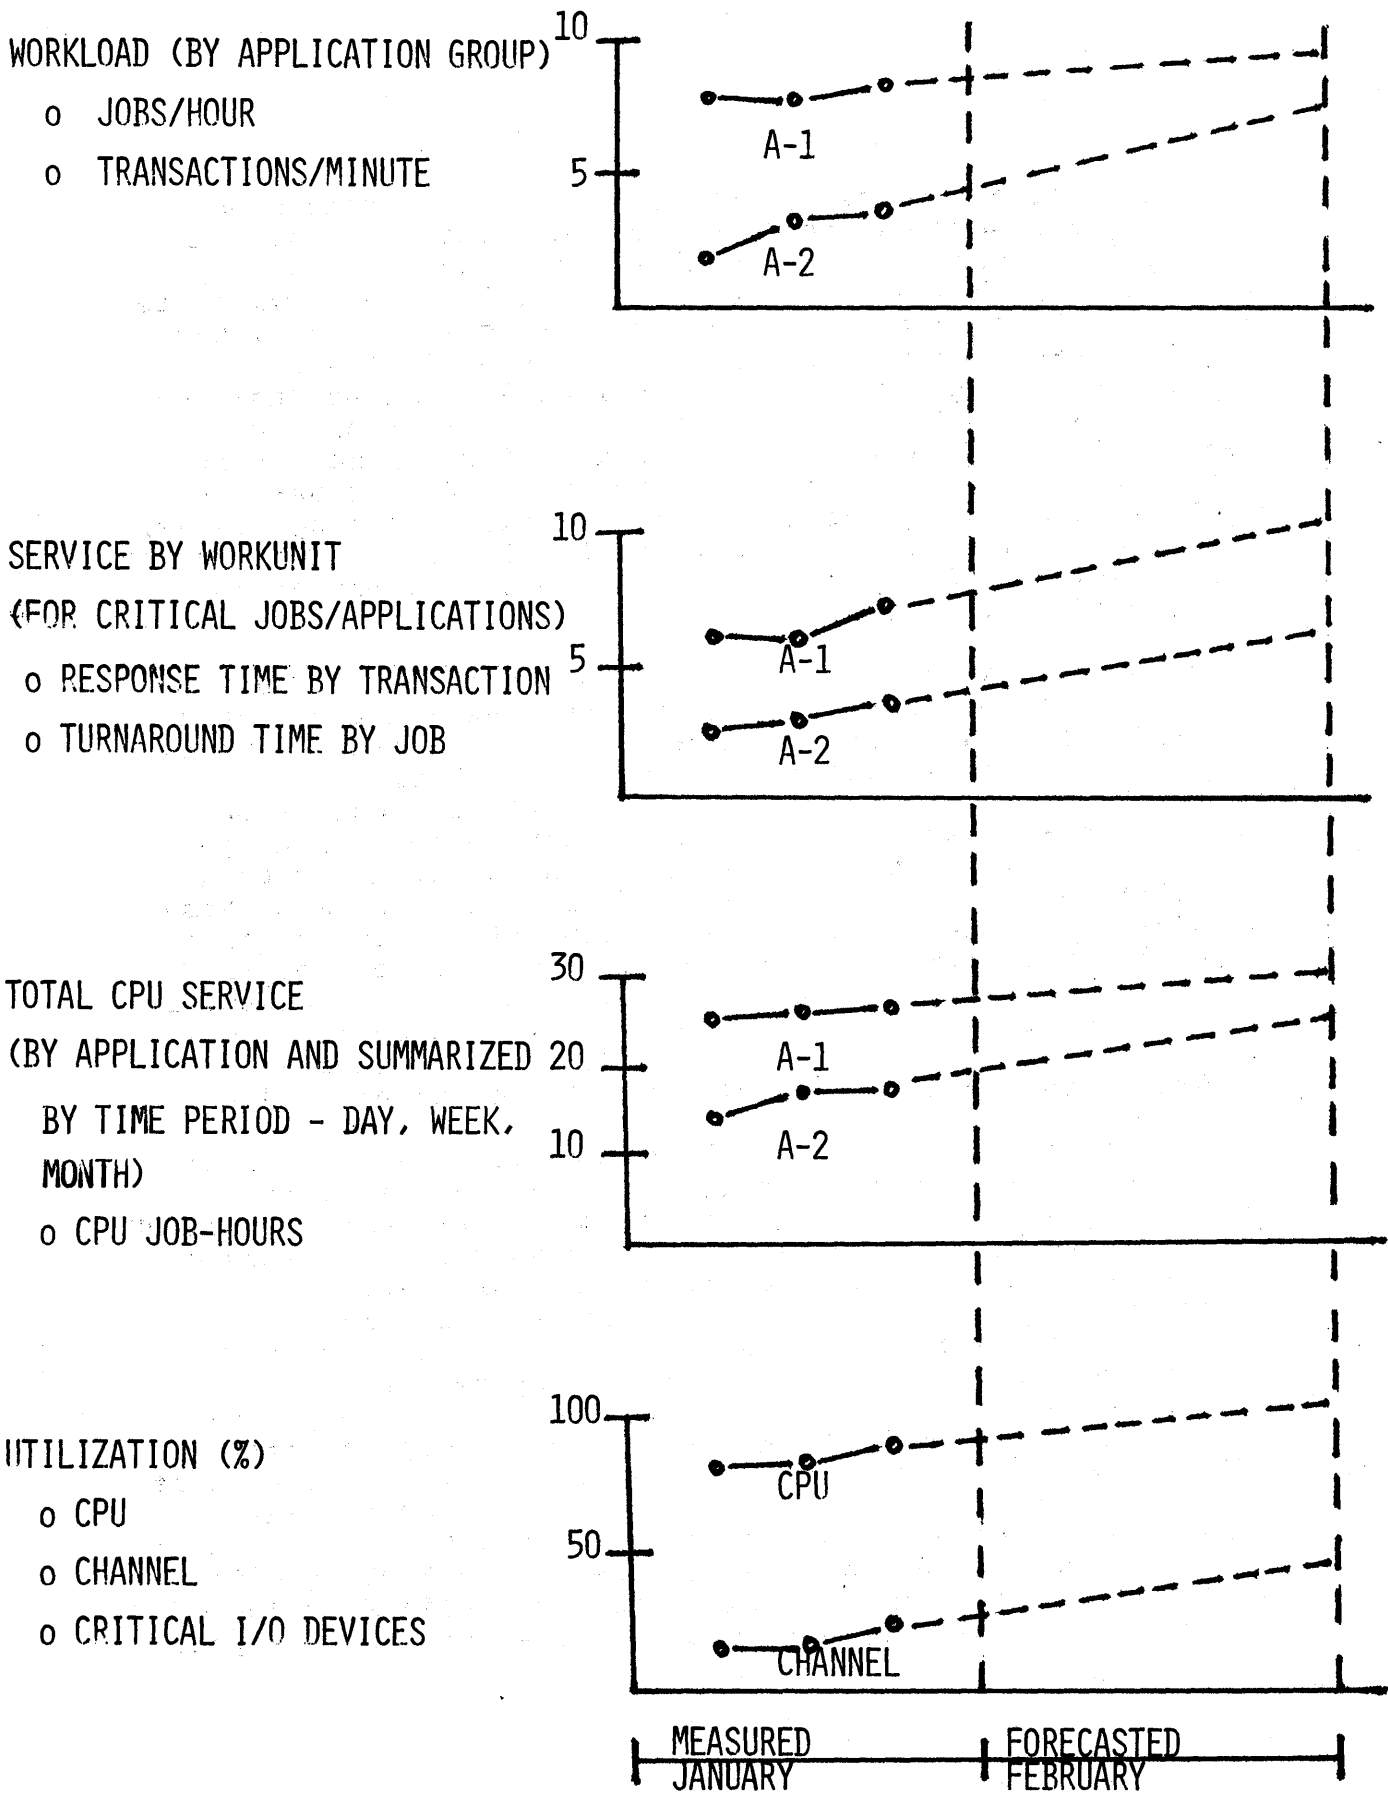 WORKLOAD (BY APPLICATION GROUP)
o JOBS/HOUR
o TRANSACTIONS/MINUTE
10
5
A-1
A-2
SERVICE BY WORKUNIT
(FOR CRITICAL JOBS/APPLICATIONS)
o RESPONSE TIME BY TRANSACTION
o TURNAROUND TIME BY JOB
10
5
A-1
A-2
TOTAL CPU SERVICE
(BY APPLICATION AND SUMMARIZED
BY TIME PERIOD - DAY, WEEK,
MONTH)
o CPU JOB-HOURS
30
20
10
A-1
A-2
UTILIZATION (%)
o CPU
o CHANNEL
o CRITICAL I/O DEVICES
100
50
CPU
CHANNEL
MEASURED
JANUARY
FORECASTED
FEBRUARY